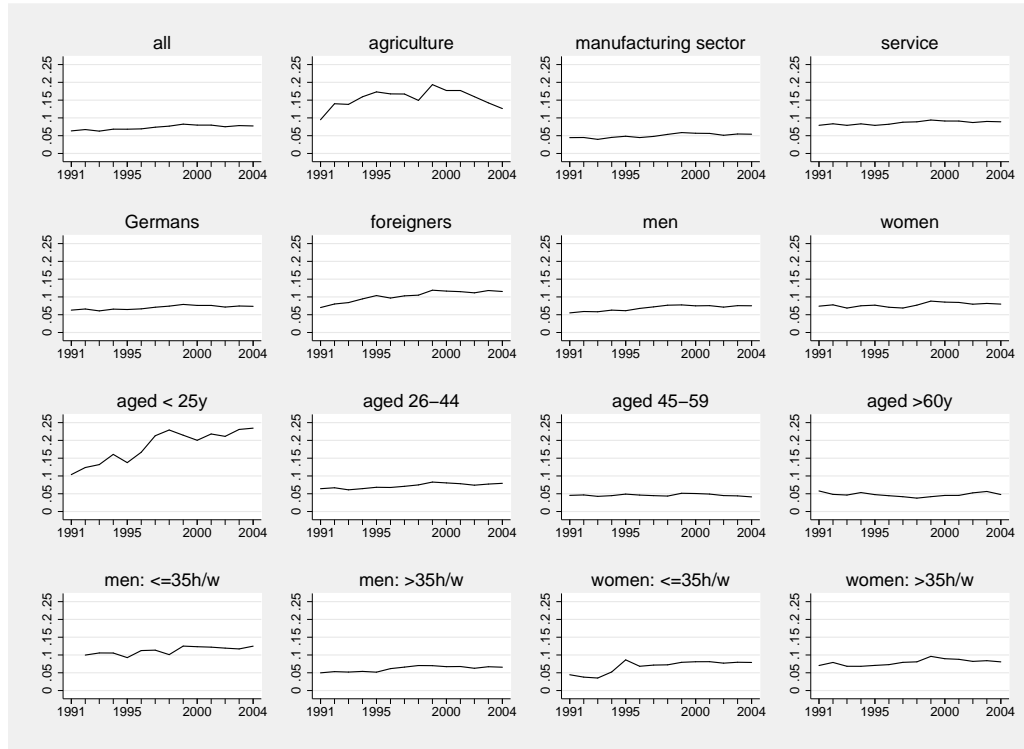 all agriculture manufacturing sector service
0 .05 .1 .15 .2 .25 0 .05 .1 .15 .2 .25 0 .05 .1 .15 .2 .25 0 .05 .1 .15 .2 .25
1991 1995 2000 2004 1991 1995 2000 2004 1991 1995 2000 2004 1991 1995 2000 2004
Germans foreigners men women
0 .05 .1 .15 .2 .25 0 .05 .1 .15 .2 .25 0 .05 .1 .15 .2 .25 0 .05 .1 .15 .2 .25
1991 1995 2000 2004 1991 1995 2000 2004 1991 1995 2000 2004 1991 1995 2000 2004
aged < 25y aged 26−44 aged 45−59 aged >60y
0 .05 .1 .15 .2 .25 0 .05 .1 .15 .2 .25 0 .05 .1 .15 .2 .25 0 .05 .1 .15 .2 .25
1991 1995 2000 2004 1991 1995 2000 2004 1991 1995 2000 2004 1991 1995 2000 2004
men: <=35h/w men: >35h/w women: <=35h/w women: >35h/w
0 .05 .1 .15 .2 .25 0 .05 .1 .15 .2 .25 0 .05 .1 .15 .2 .25 0 .05 .1 .15 .2 .25
1991 1995 2000 2004 1991 1995 2000 2004 1991 1995 2000 2004 1991 1995 2000 2004